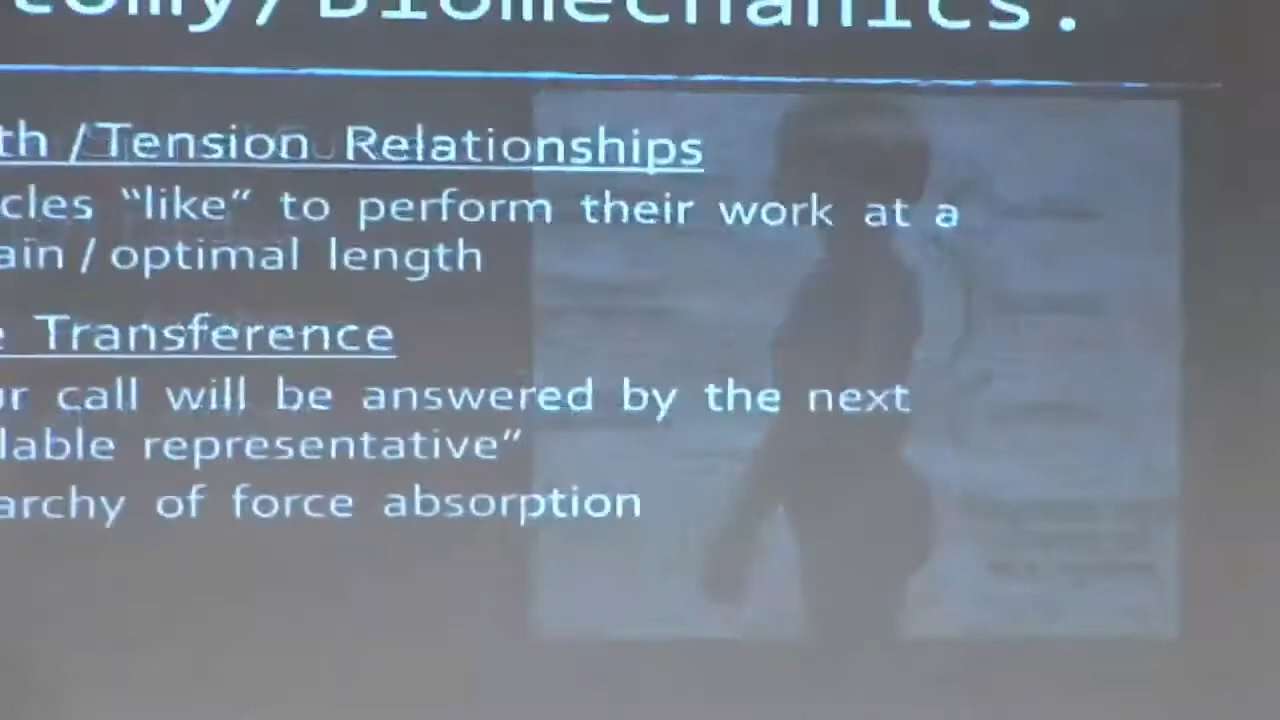 tomy/Biomechanics.
th /Tension Relationships
cles “like” to perform their work at a
ain / optimal length
e Transference
ur call will be answered by the next
lable representative”
archy of force absorption